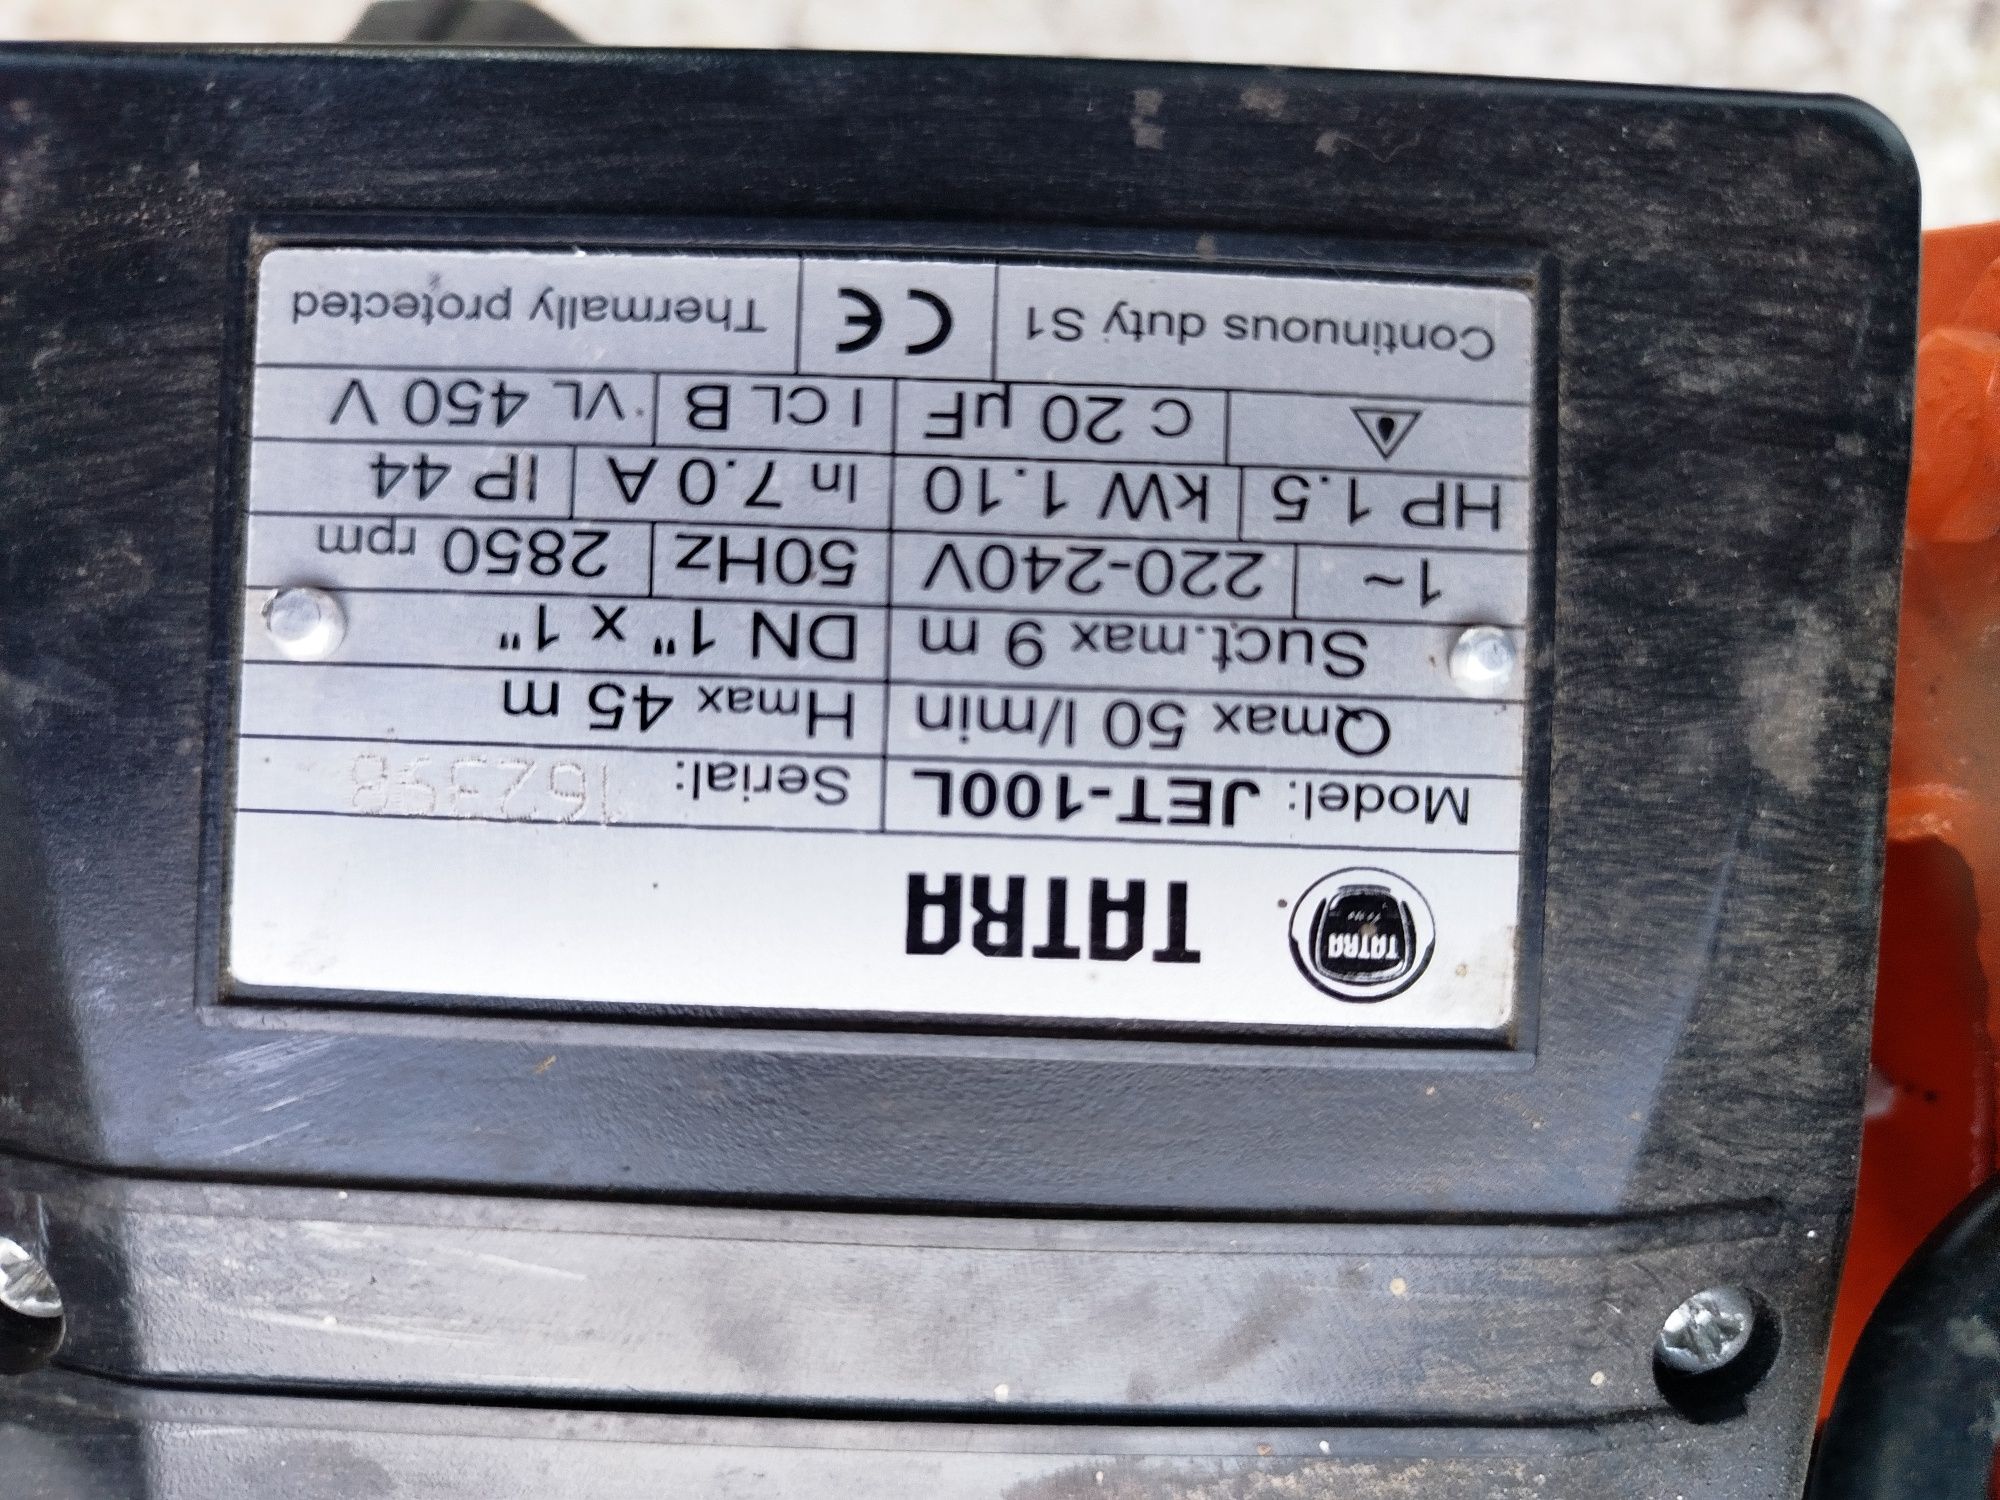 TATRA TATRA
Model: JET-100L Serial: 162398
Qmax 50 l/min Hmax 45 m
Suct.max 9 m DN 1" x 1"
1~ 220-240V 50Hz 2850 rpm
HP 1.5 kW 1.10 In 7.0 A IP 44
C 20 µF I CL B VL 450 V
Continuous duty S1 CE Thermally protected